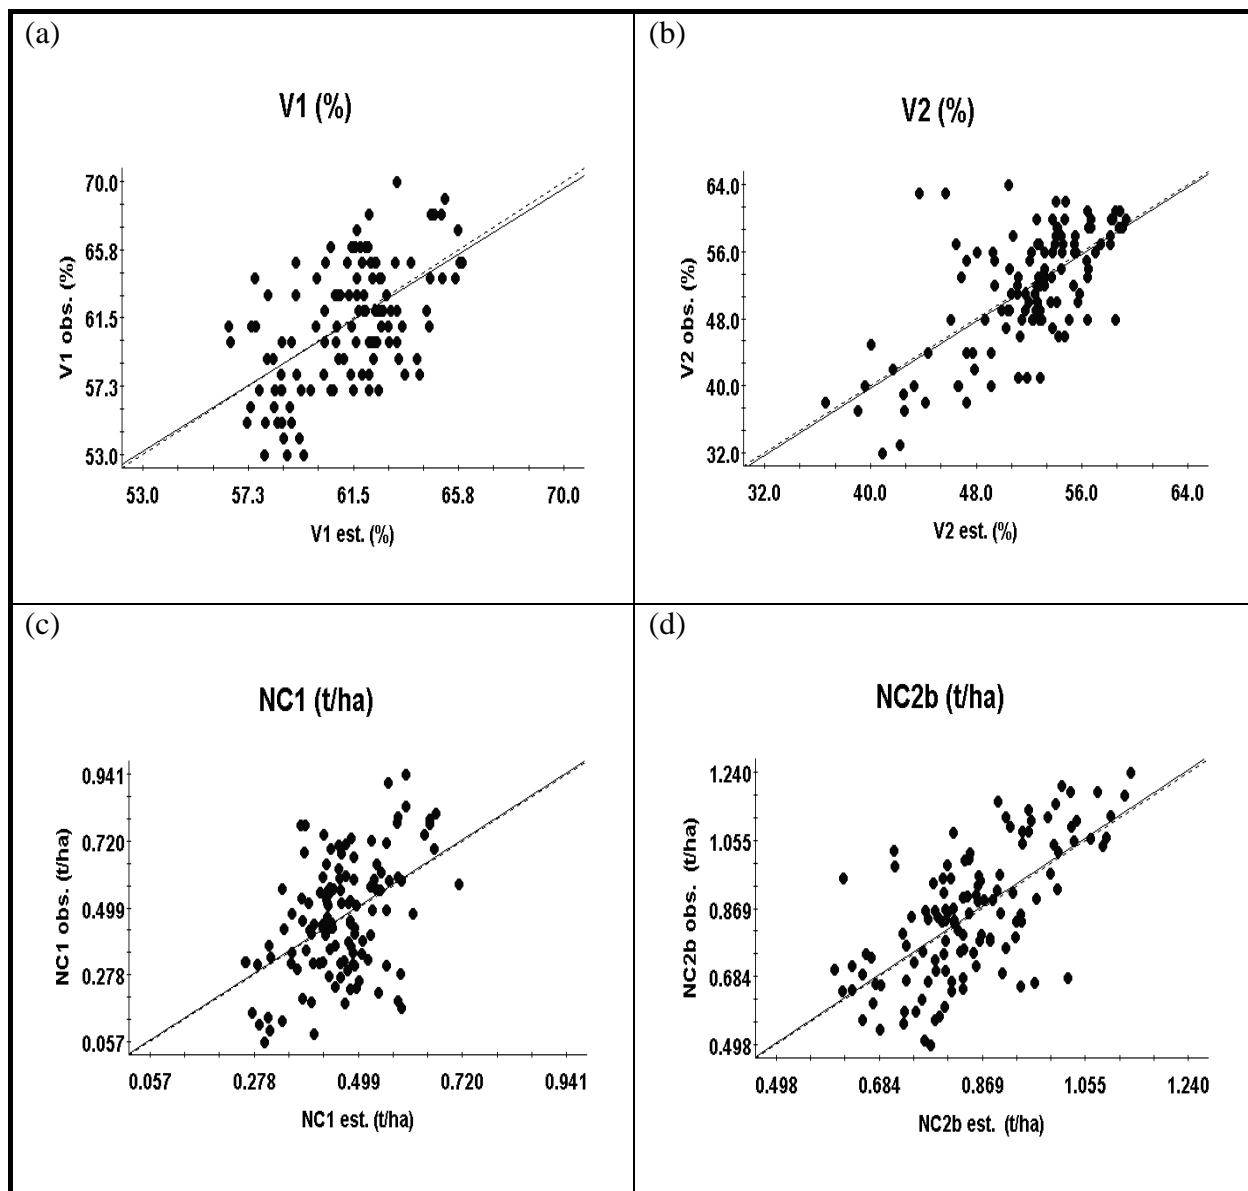 (a)
V1 (%)
V1 obs. (%)
70.0
65.8
61.5
57.3
53.0
53.0 57.3 61.5 65.8 70.0
V1 est. (%)
(b)
V2 (%)
V2 obs. (%)
64.0
56.0
48.0
40.0
32.0
32.0 40.0 48.0 56.0 64.0
V2 est. (%)
(c)
NC1 (t/ha)
NC1 obs. (t/ha)
0.941
0.720
0.499
0.278
0.057
0.057 0.278 0.499 0.720 0.941
NC1 est. (t/ha)
(d)
NC2b (t/ha)
NC2b obs. (t/ha)
1.240
1.055
0.869
0.684
0.498
0.498 0.684 0.869 1.055 1.240
NC2b est. (t/ha)